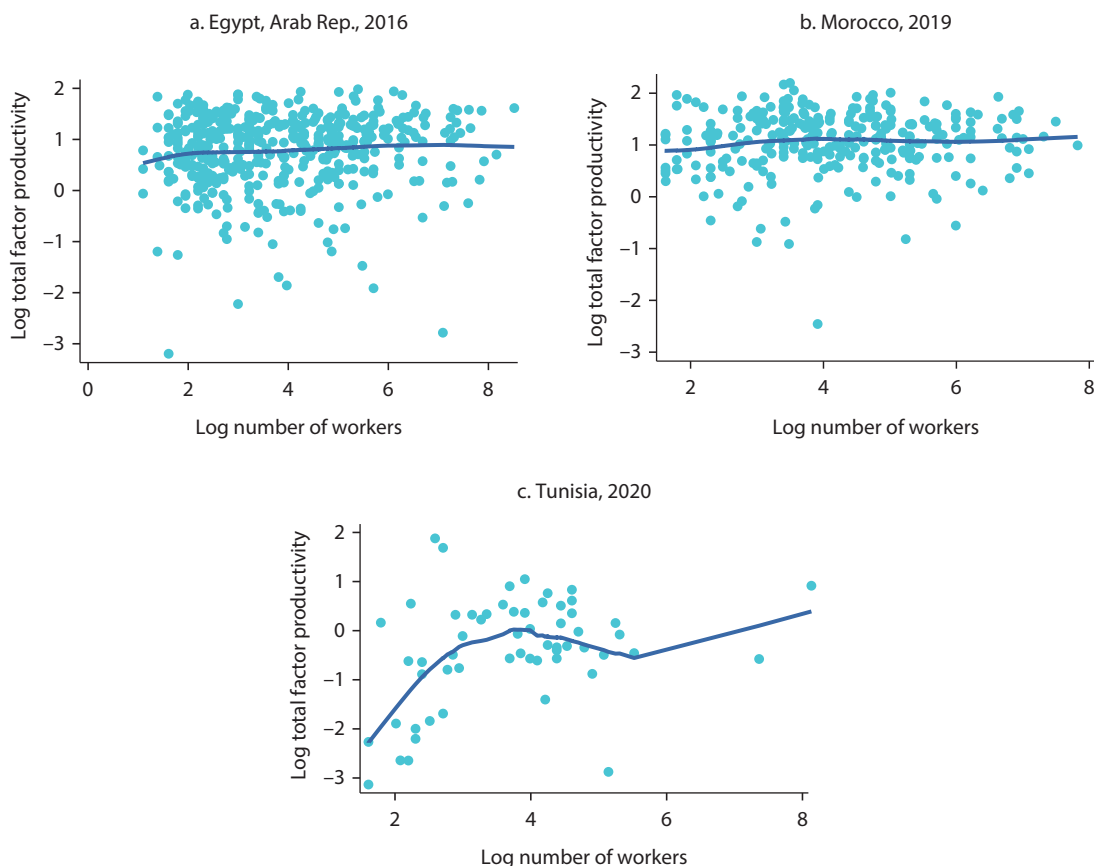 a. Egypt, Arab Rep., 2016
Log total factor productivity
2
1
0
−1
−2
−3
0 2 4 6 8
Log number of workers
b. Morocco, 2019
Log total factor productivity
2
1
0
−1
−2
−3
2 4 6 8
Log number of workers
c. Tunisia, 2020
Log total factor productivity
2
1
0
−1
−2
−3
2 4 6 8
Log number of workers